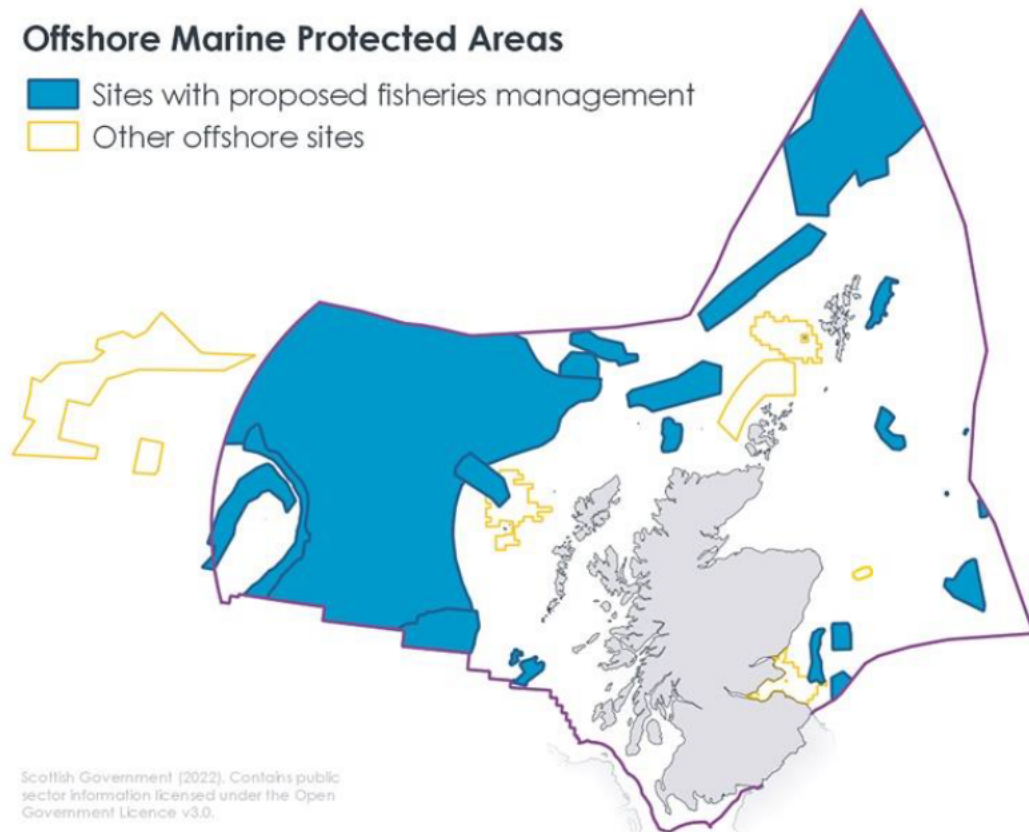 Offshore Marine Protected Areas
Sites with proposed fisheries management
Other offshore sites
Scottish Government (2022). Contains public
sector information licensed under the Open
Government Licence v3.0.